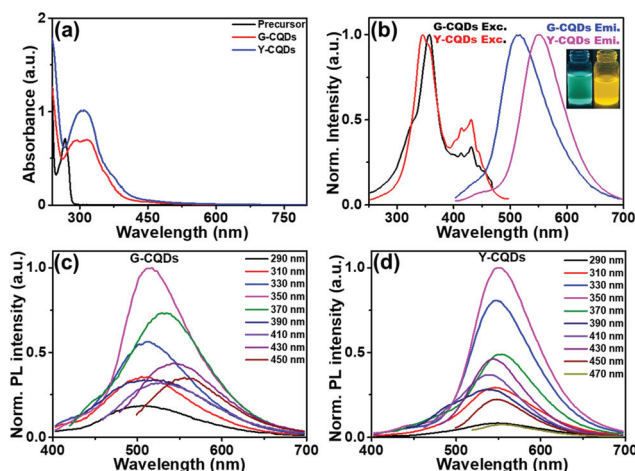 (a)
Precursor
G-CQDs
Y-CQDs
Absorbance (a.u.)
2
1
0
300
450
600
750
Wavelength (nm)
(b)
G-CQDs Exc.
Y-CQDs Exc.
G-CQDs Emi.
Y-CQDs Emi.
Norm. Intensity (a.u.)
1.0
0.5
0.0
300
400
500
600
700
Wavelength (nm)
(c)
G-CQDs
290 nm
310 nm
330 nm
350 nm
370 nm
390 nm
410 nm
430 nm
450 nm
Norm. PL intensity (a.u.)
1.0
0.5
0.0
400
500
600
700
Wavelength (nm)
(d)
Y-CQDs
290 nm
310 nm
330 nm
350 nm
370 nm
390 nm
410 nm
430 nm
450 nm
470 nm
Norm. PL intensity (a.u.)
1.0
0.5
0.0
400
500
600
700
Wavelength (nm)